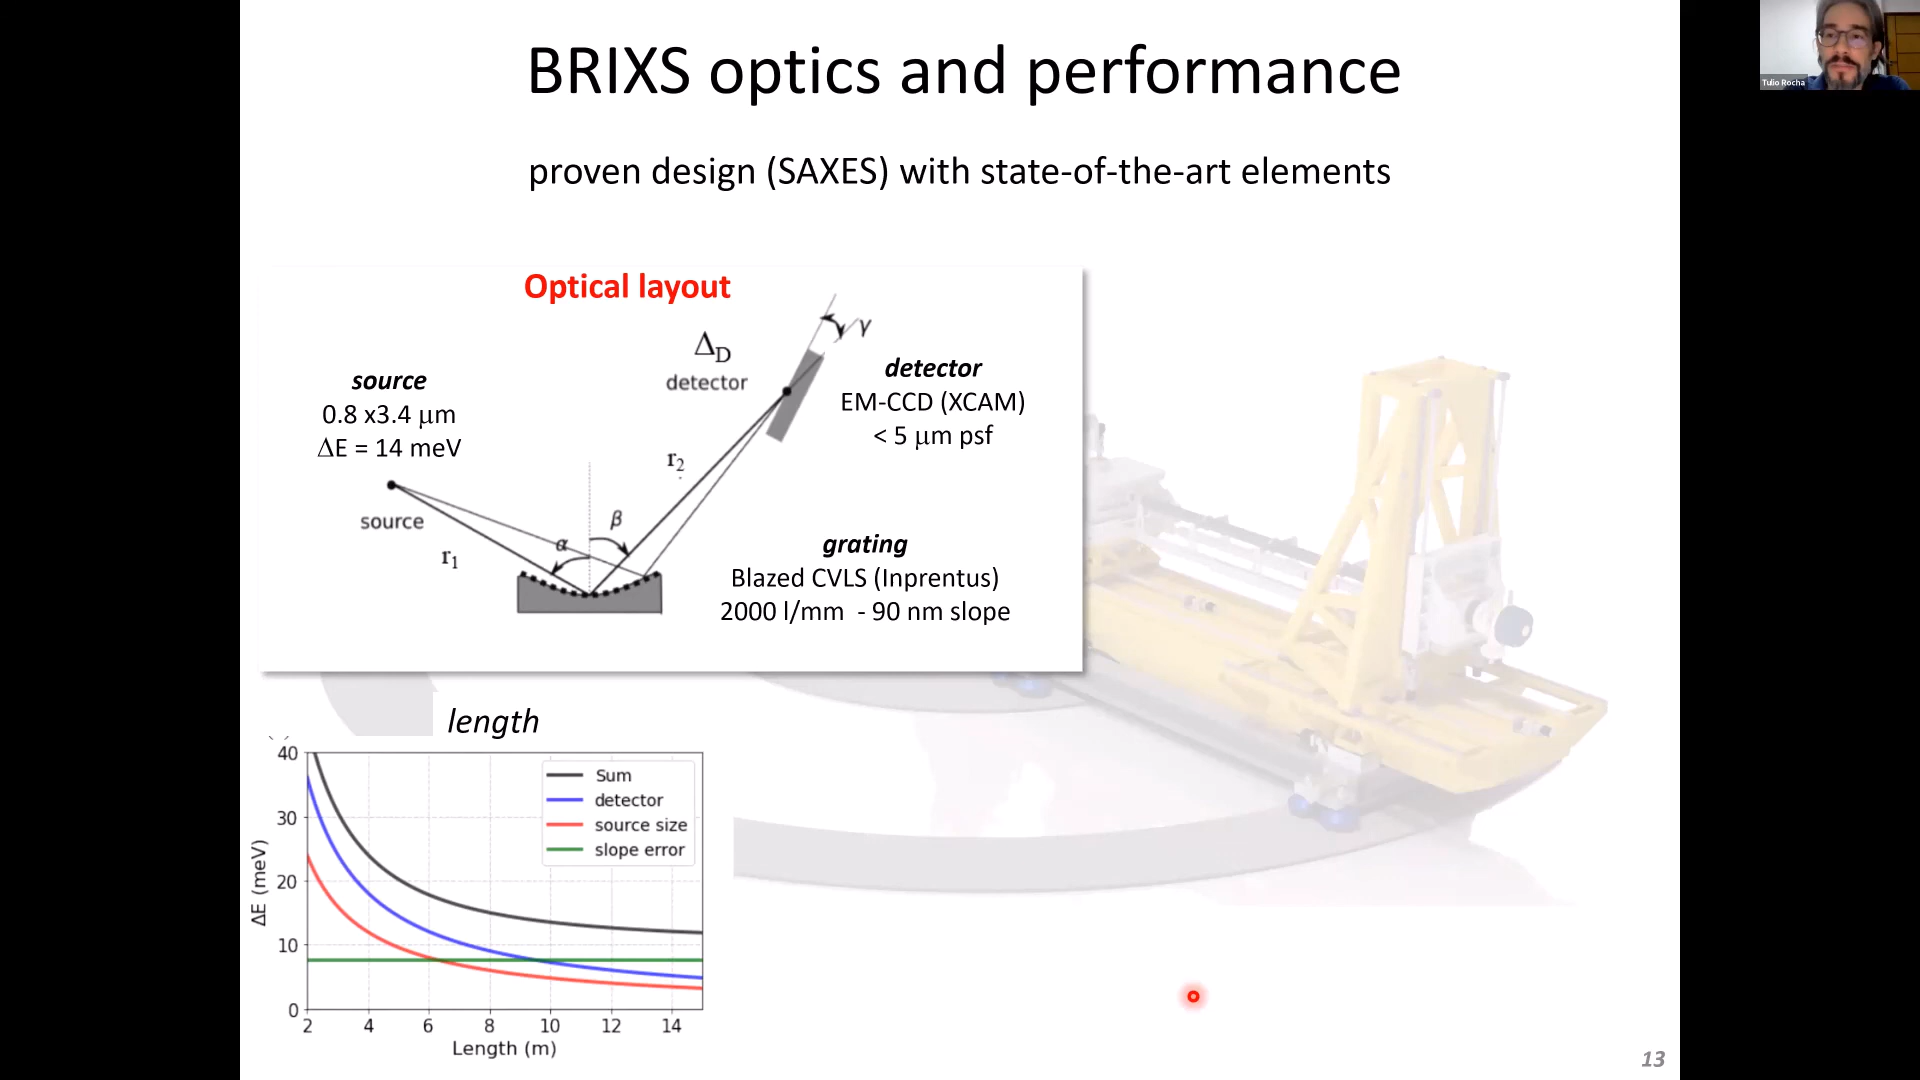 BRIXS optics and performance
Tulio Rocha
proven design (SAXES) with state-of-the-art elements
Optical layout
source
0.8 x3.4 μm
ΔE = 14 meV
Δ_D
detector
γ
detector
EM-CCD (XCAM)
< 5 μm psf
source
r₁
r₂
α
β
grating
Blazed CVLS (Inprentus)
2000 l/mm - 90 nm slope
length
ΔE (meV)
40
30
20
10
0
Sum
detector
source size
slope error
2 4 6 8 10 12 14
Length (m)
13